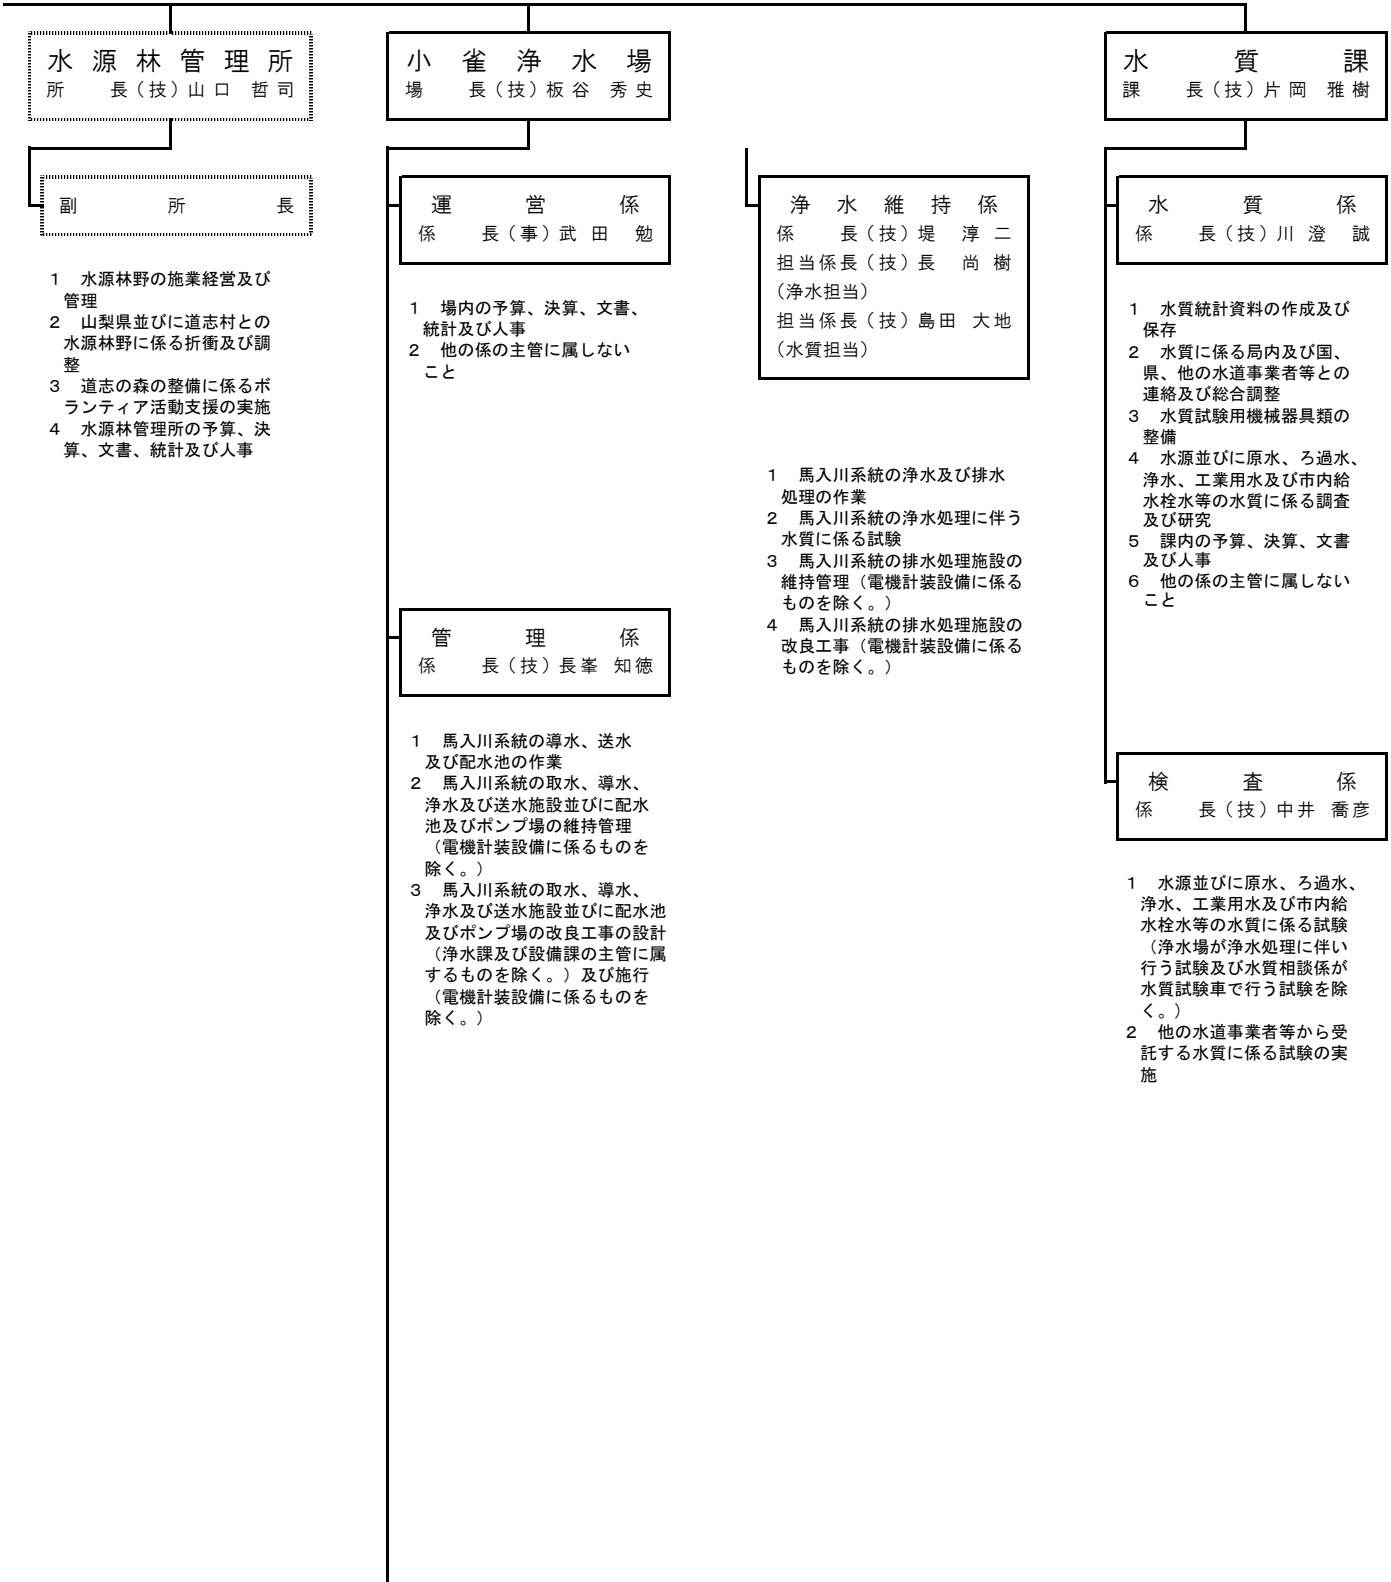 水源林管理所
所　長（技）山口　哲司
副所長
１　水源林野の施業経営及び
管理
２　山梨県並びに道志村との
水源林野に係る折衝及び調
整
３　道志の森の整備に係るボ
ランティア活動支援の実施
４　水源林管理所の予算、決
算、文書、統計及び人事
小雀浄水場
場　長（技）板谷　秀史
運営係
係　長（事）武田　勉
１　場内の予算、決算、文書、
統計及び人事
２　他の係の主管に属しない
こと
管理係
係　長（技）長峯　知徳
１　馬入川系統の導水、送水
及び配水池の作業
２　馬入川系統の取水、導水、
浄水及び送水施設並びに配水
池及びポンプ場の維持管理
（電機計装設備に係るものを
除く。）
３　馬入川系統の取水、導水、
浄水及び送水施設並びに配水池
及びポンプ場の改良工事の設計
（浄水課及び設備課の主管に属
するものを除く。）及び施行
（電機計装設備に係るものを
除く。）
浄水維持係
係　長（技）堤　淳二
担当係長（技）長　尚樹
（浄水担当）
担当係長（技）島田　大地
（水質担当）
１　馬入川系統の浄水及び排水
処理の作業
２　馬入川系統の浄水処理に伴う
水質に係る試験
３　馬入川系統の排水処理施設の
維持管理（電機計装設備に係る
ものを除く。）
４　馬入川系統の排水処理施設の
改良工事（電機計装設備に係る
ものを除く。）
水質課
課　長（技）片岡　雅樹
水質係
係　長（技）川澄　誠
１　水質統計資料の作成及び
保存
２　水質に係る局内及び国、
県、他の水道事業者等との
連絡及び総合調整
３　水質試験用機械器具類の
整備
４　水源並びに原水、ろ過水、
浄水、工業用水及び市内給
水栓水等の水質に係る調査
及び研究
５　課内の予算、決算、文書
及び人事
６　他の係の主管に属しない
こと
検査係
係　長（技）中井　喬彦
１　水源並びに原水、ろ過水、
浄水、工業用水及び市内給
水栓水等の水質に係る試験
（浄水場が浄水処理に伴い
行う試験及び水質相談係が
水質試験車で行う試験を除
く。）
２　他の水道事業者等から受
託する水質に係る試験の実
施